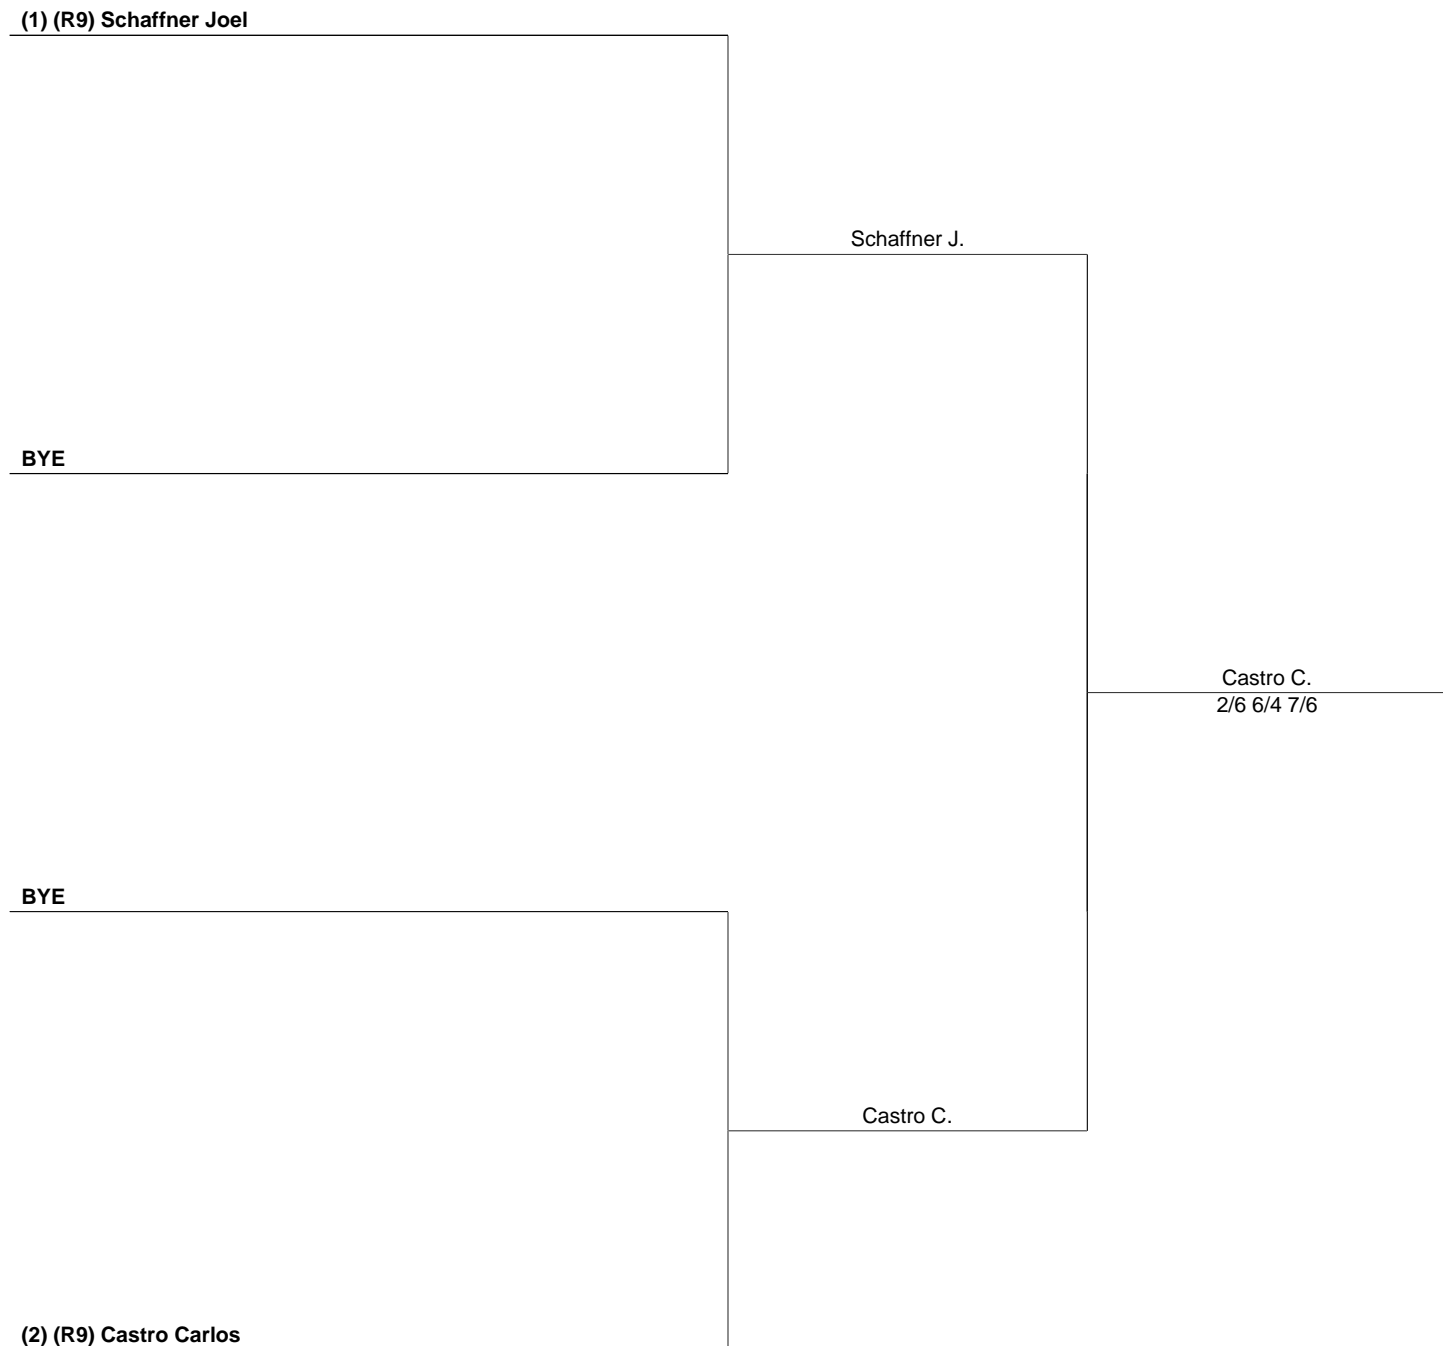 (1) (R9) Schaffner Joel
Schaffner J.
BYE
Castro C.
2/6 6/4 7/6
BYE
Castro C.
(2) (R9) Castro Carlos